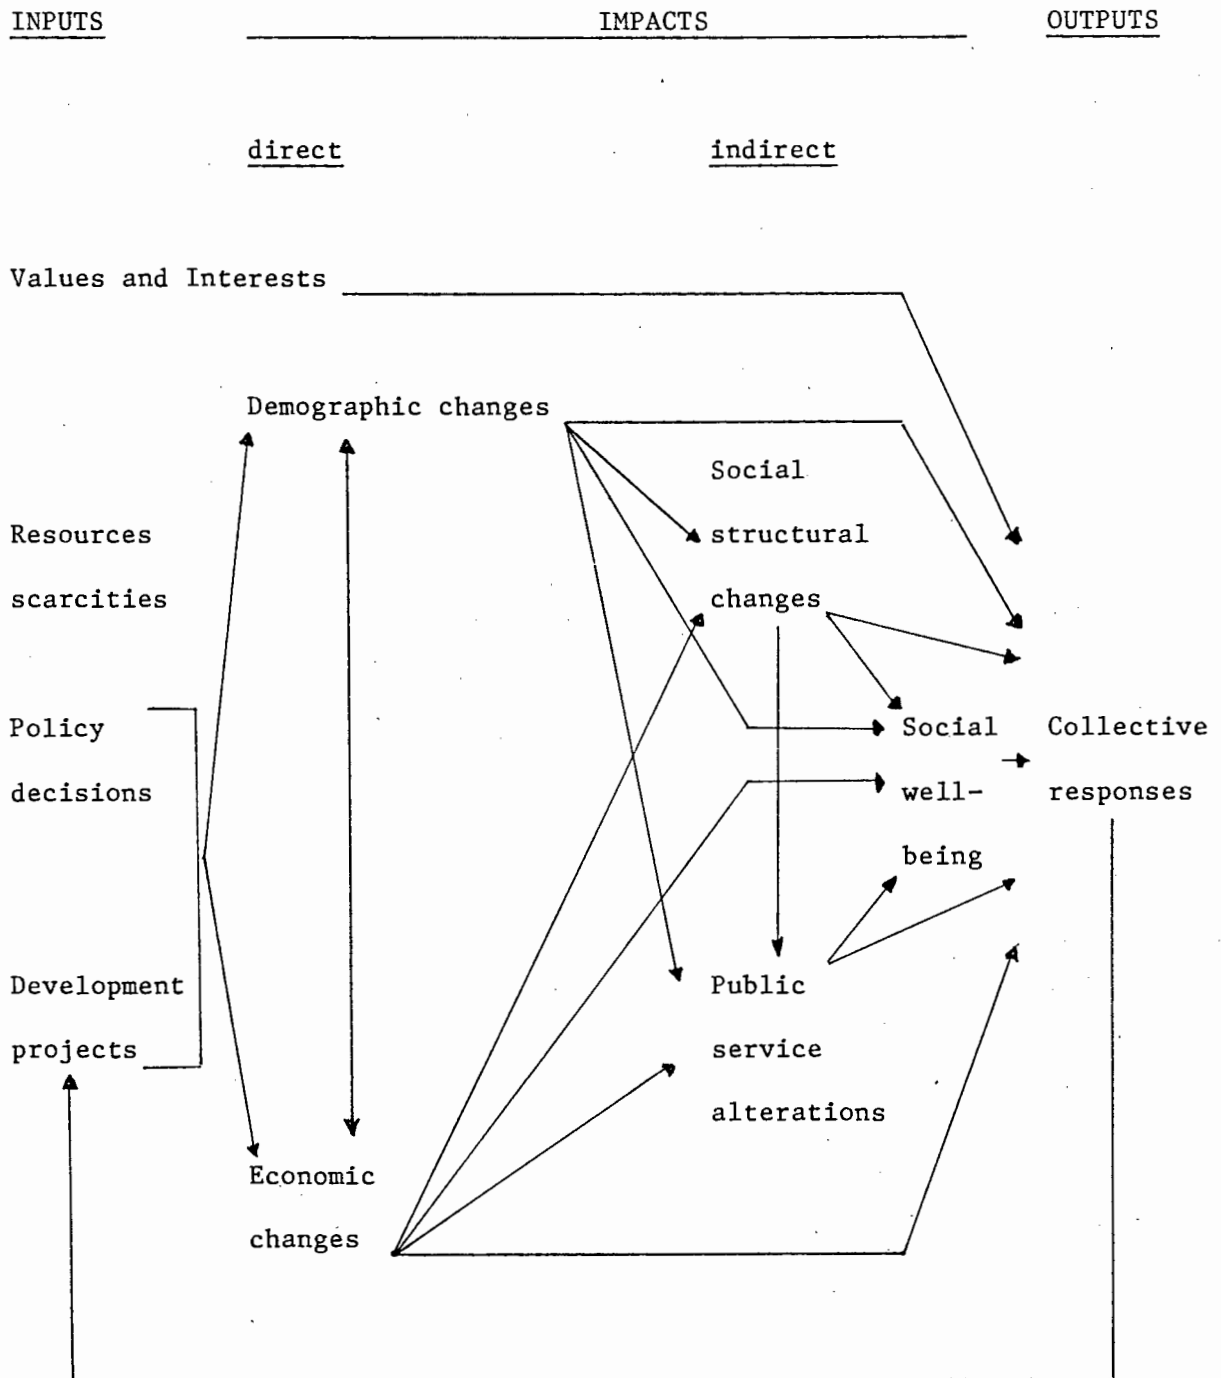 INPUTS IMPACTS OUTPUTS
direct indirect
Values and Interests
Demographic changes
Social
structural
changes
Resources
scarcities
Policy
decisions
Social
well-
being
Collective
responses
Development
projects
Public
service
alterations
Economic
changes